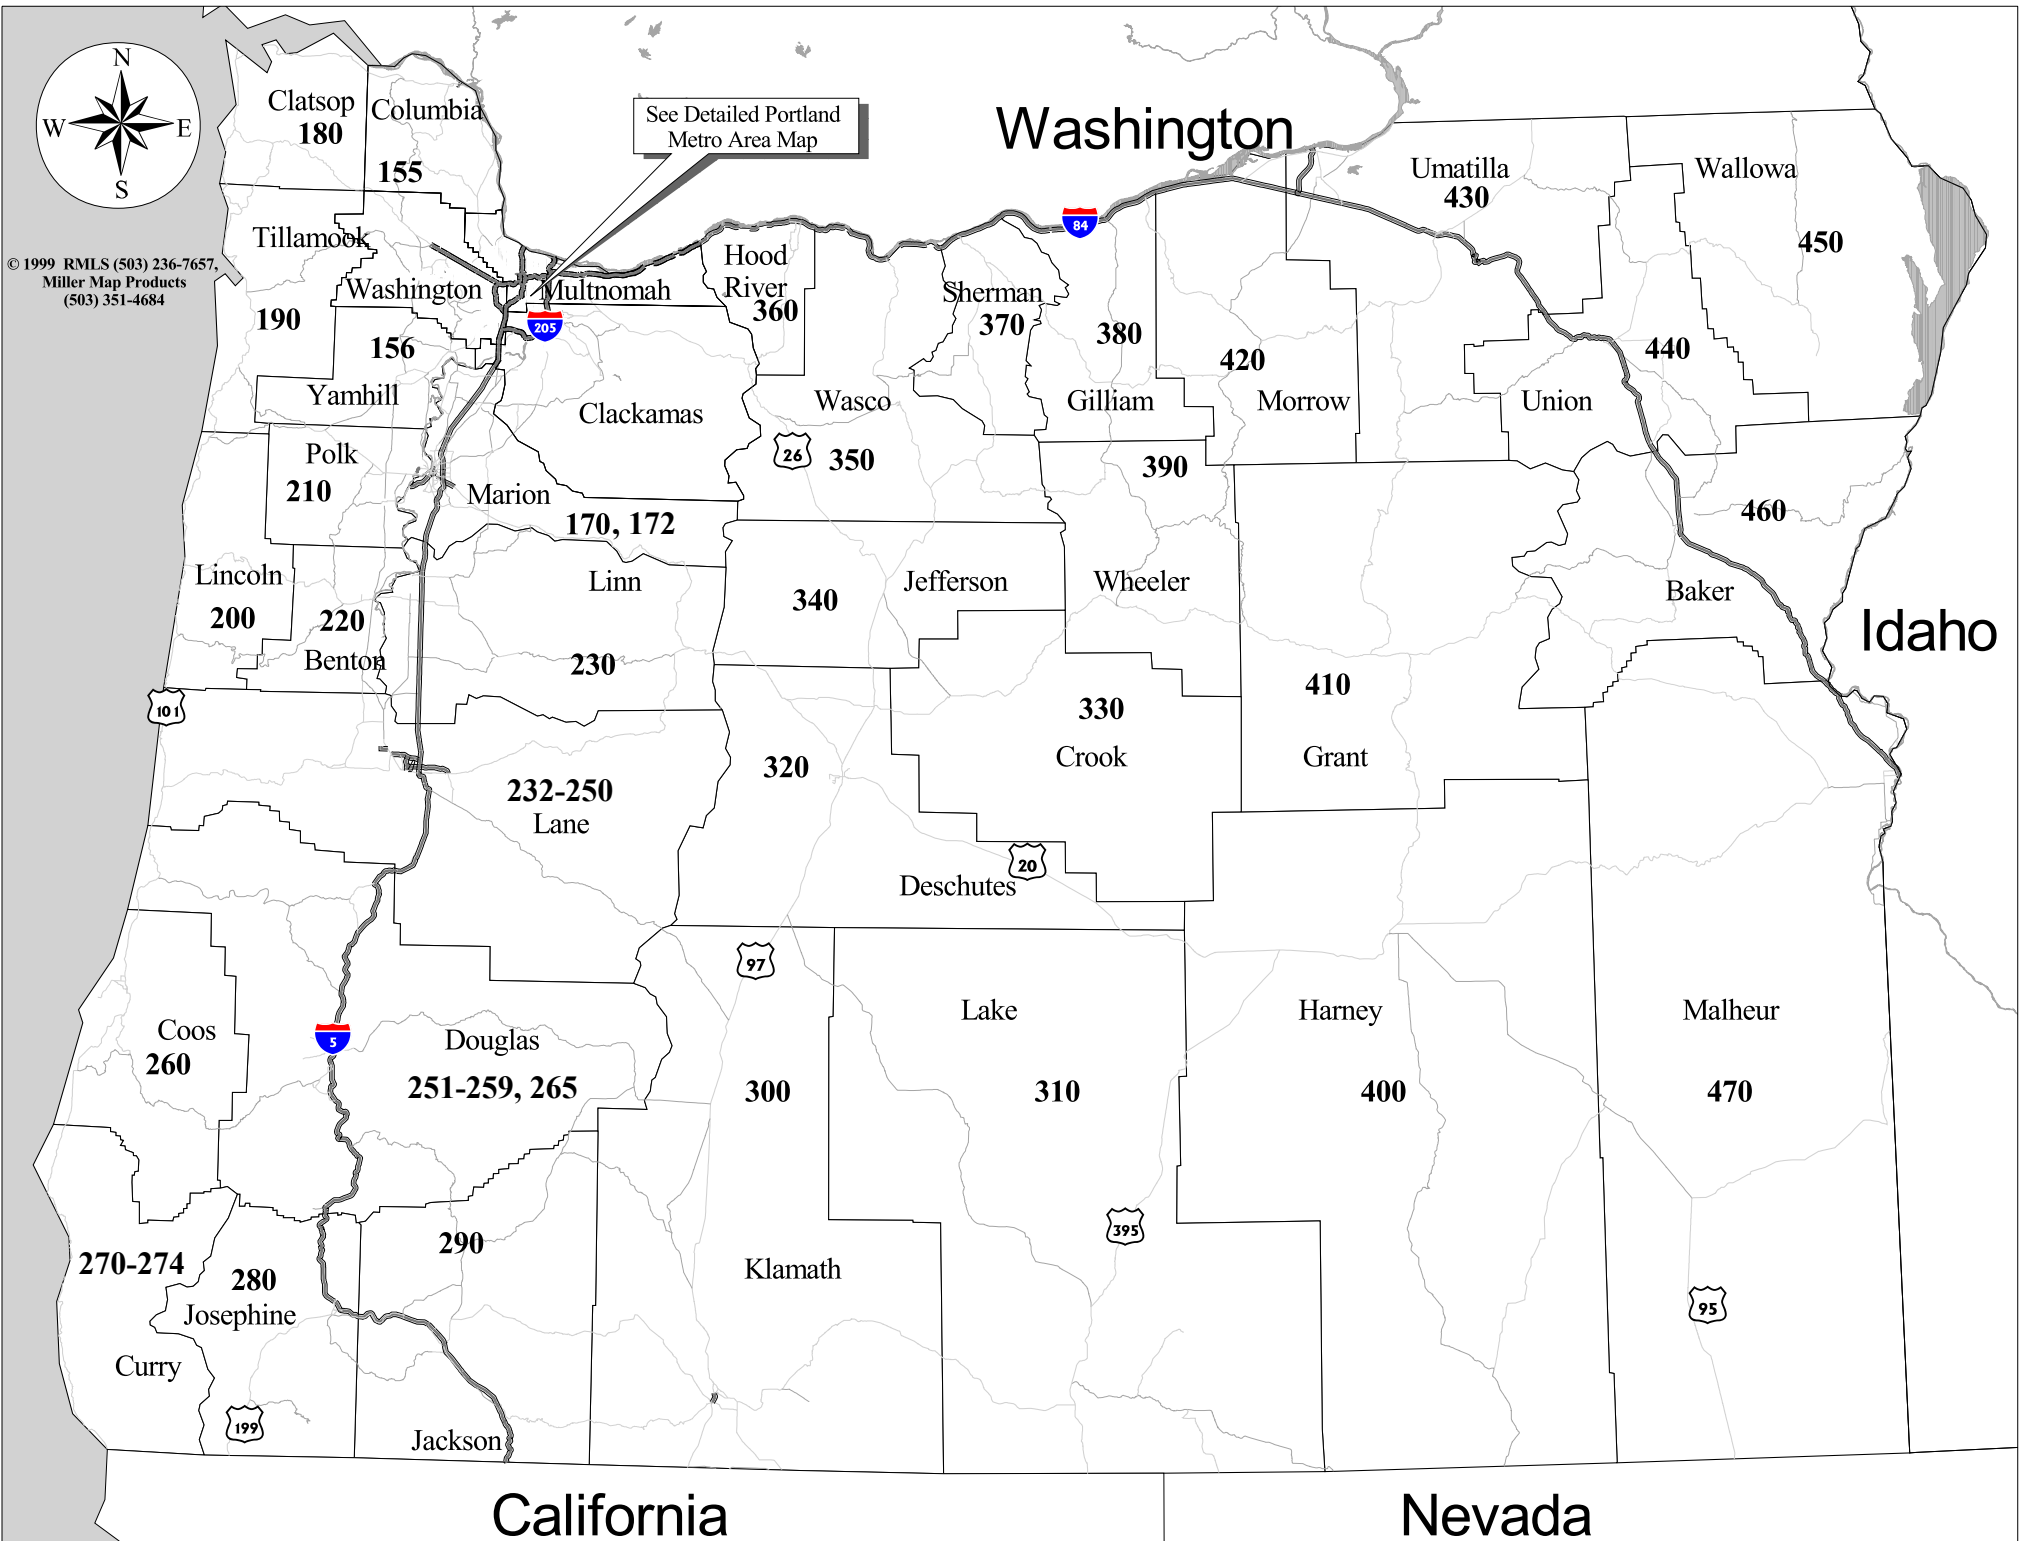 N
W E
S
© 1999 RMLS (503) 236-7657,
Miller Map Products
(503) 351-4684
See Detailed Portland
Metro Area Map
Washington
Idaho
California
Nevada
Clatsop
180
Columbia
155
Tillamook
190
Washington
Multnomah
156
Yamhill
Hood
River
360
Sherman
370
380
Gilliam
420
Morrow
Umatilla
430
Wallowa
450
440
Union
84
205
Clackamas
Wasco
26
350
390
Wheeler
Polk
210
Marion
170, 172
460
Baker
Lincoln
200
220
Benton
Linn
230
340
Jefferson
330
Crook
410
Grant
101
232-250
Lane
320
20
Deschutes
97
Coos
260
5
Douglas
251-259, 265
300
Klamath
Lake
310
395
Harney
400
Malheur
470
95
270-274
Curry
280
Josephine
199
290
Jackson